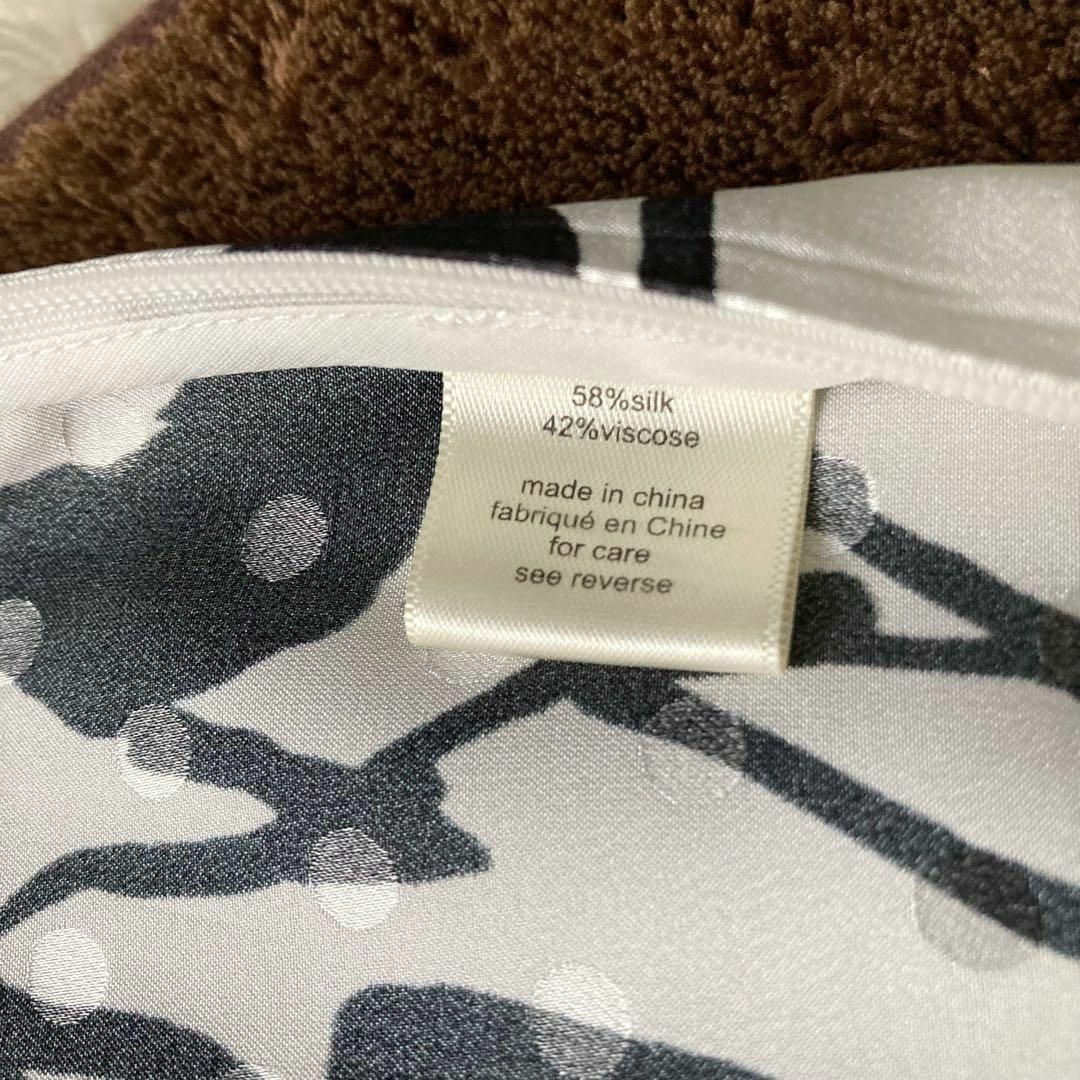 58%silk
42%viscose
made in china
fabriqué en Chine
for care
see reverse